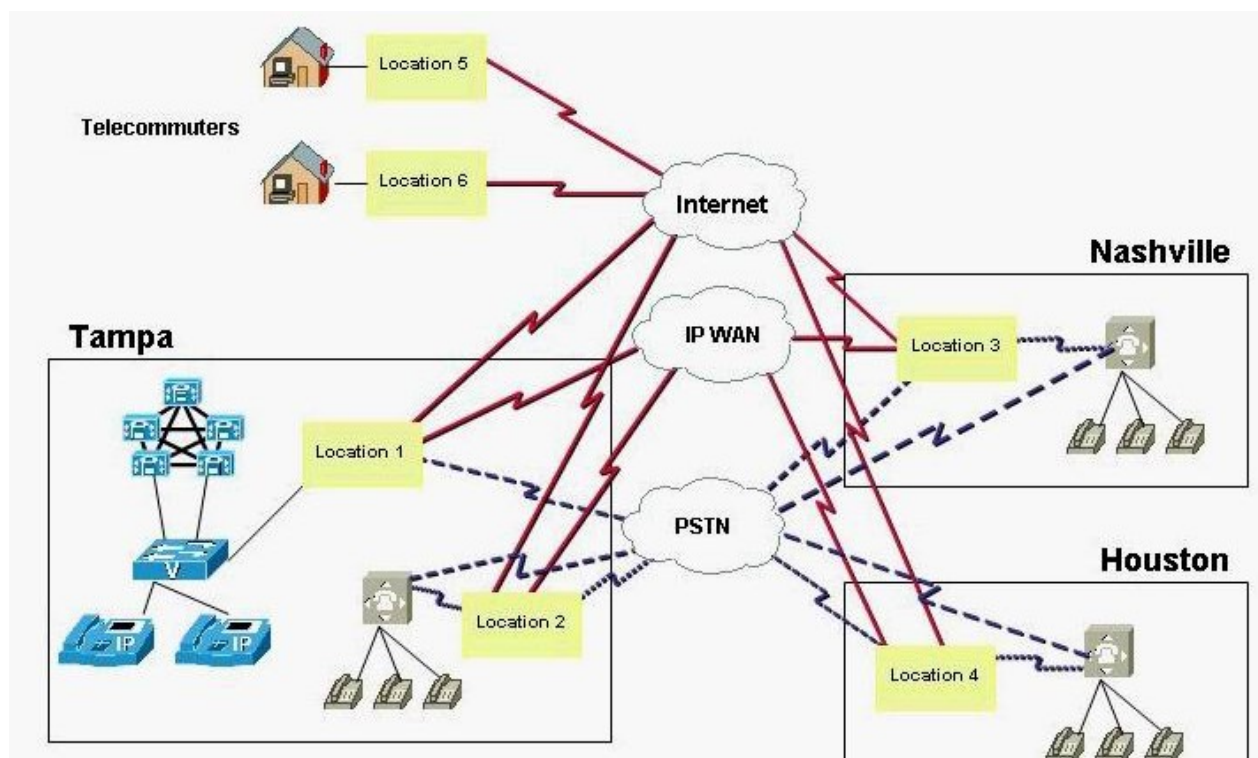 Location 5
Telecommuters
Location 6
Internet
Nashville
IP WAN
Tampa
Location 3
Location 1
PSTN
Houston
V
IP
IP
Location 2
Location 4